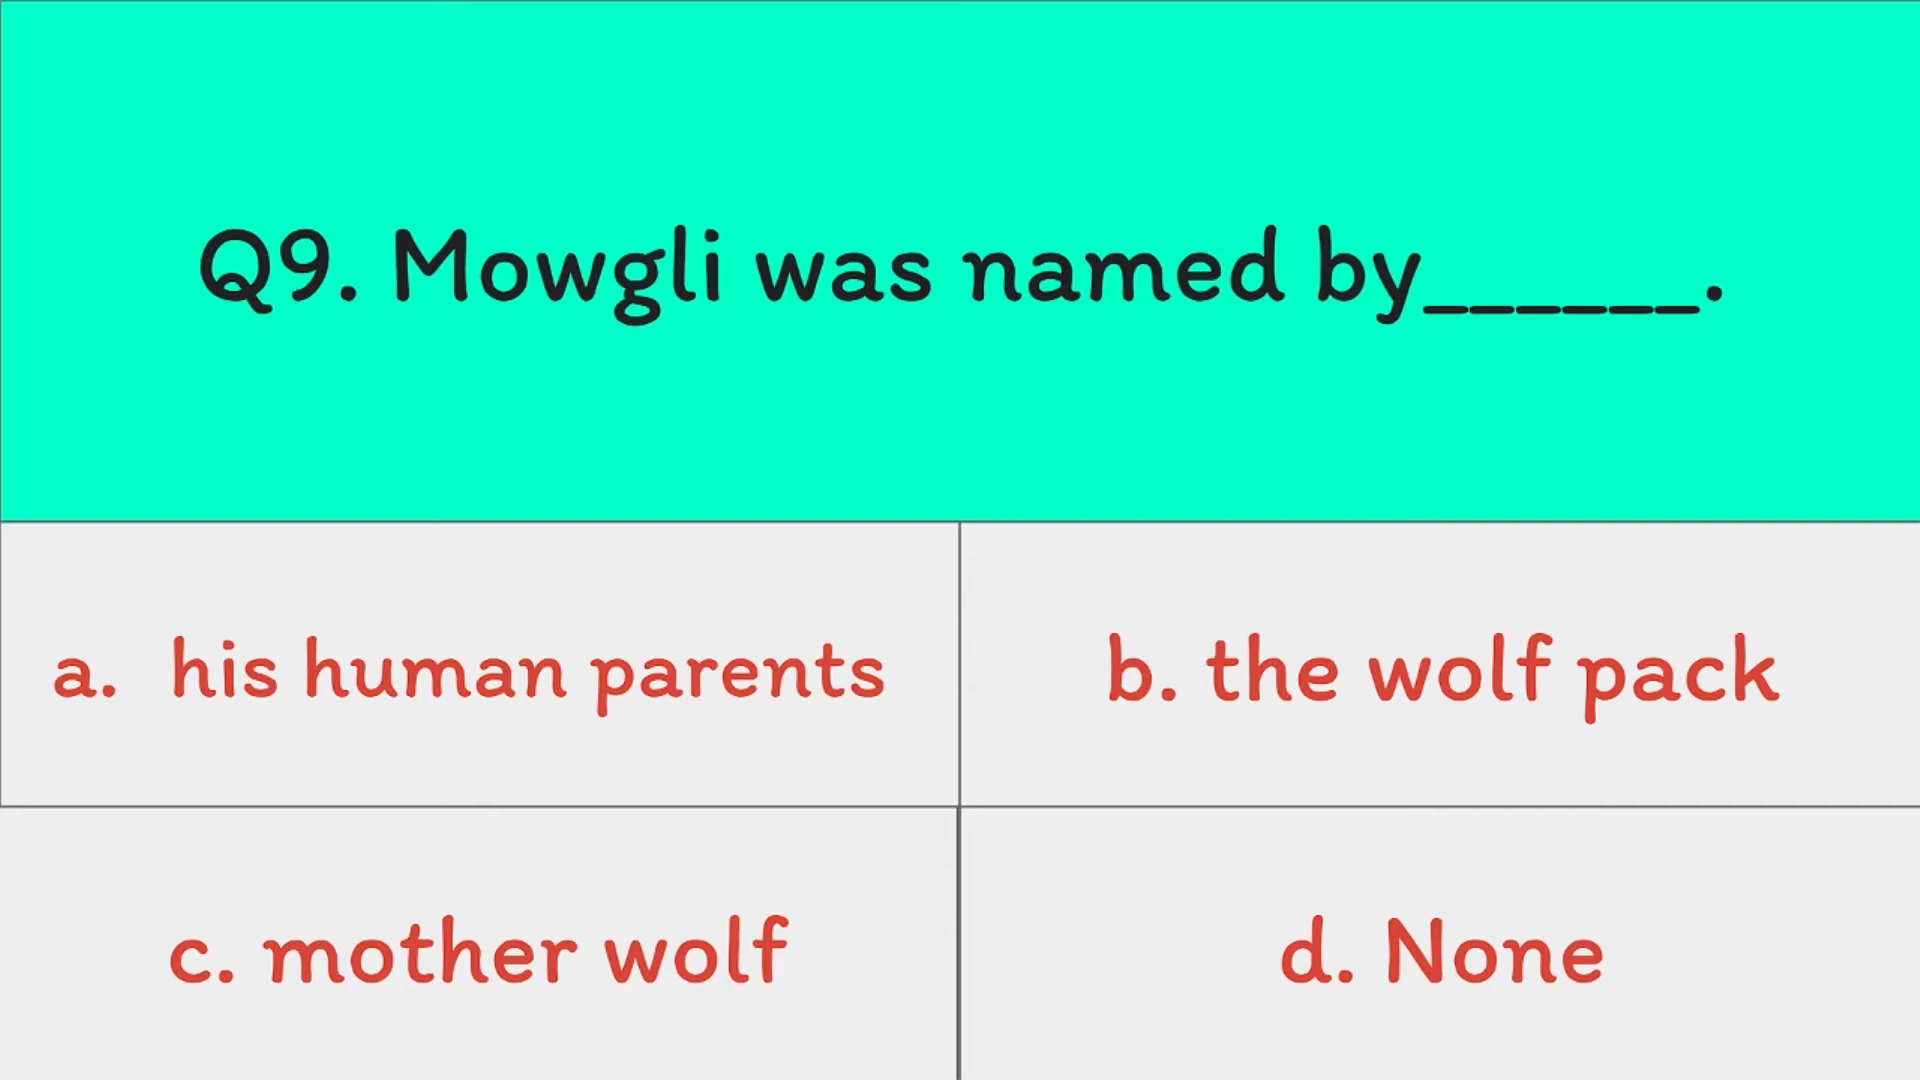 Q9. Mowgli was named by______.
a. his human parents
b. the wolf pack
c. mother wolf
d. None